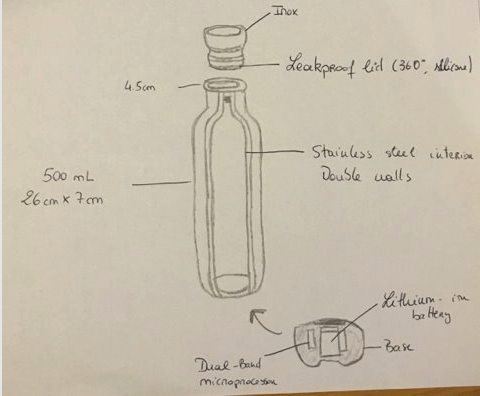 Inox
Leakproof lid (360°, silicone)
4.5cm
Stainless steel interior
Double walls
500 mL
26cm x 7cm
Lithium-ion
battery
Base
Dual-Band
microprocessor